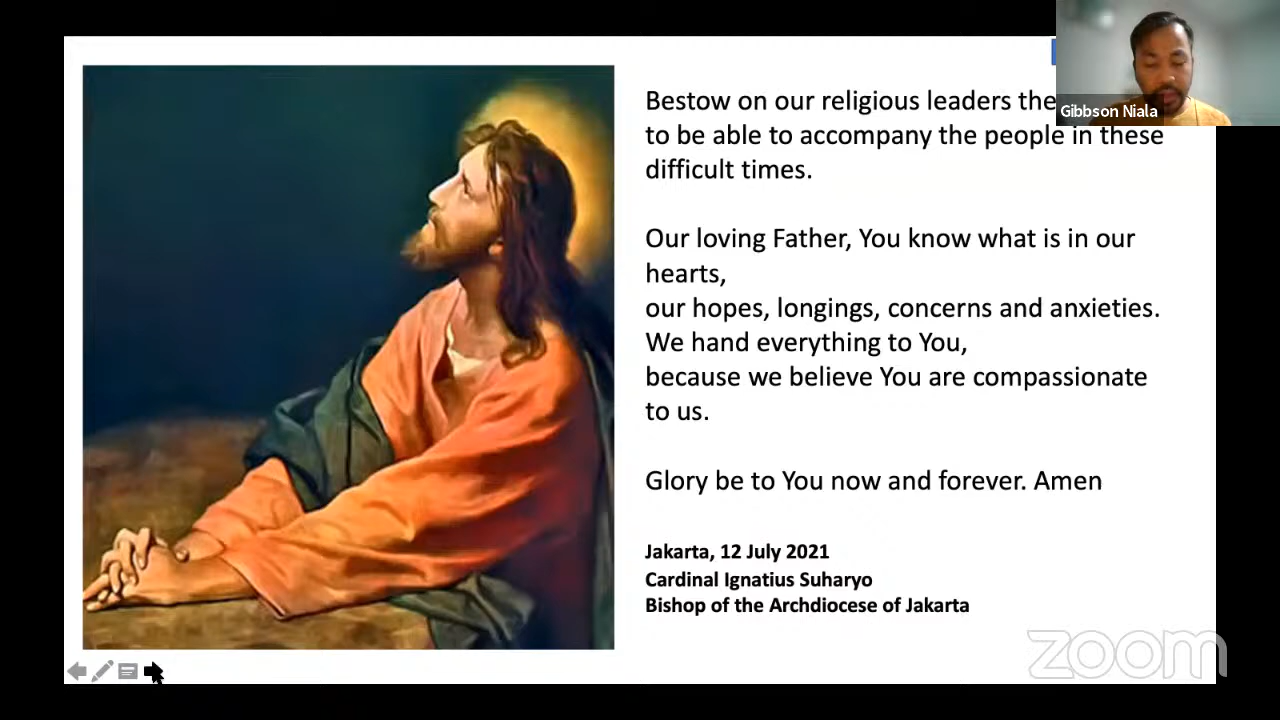 Bestow on our religious leaders the
to be able to accompany the people in these
difficult times.
Our loving Father, You know what is in our
hearts,
our hopes, longings, concerns and anxieties.
We hand everything to You,
because we believe You are compassionate
to us.
Glory be to You now and forever. Amen
Jakarta, 12 July 2021
Cardinal Ignatius Suharyo
Bishop of the Archdiocese of Jakarta
Gibbson Niala
zoom